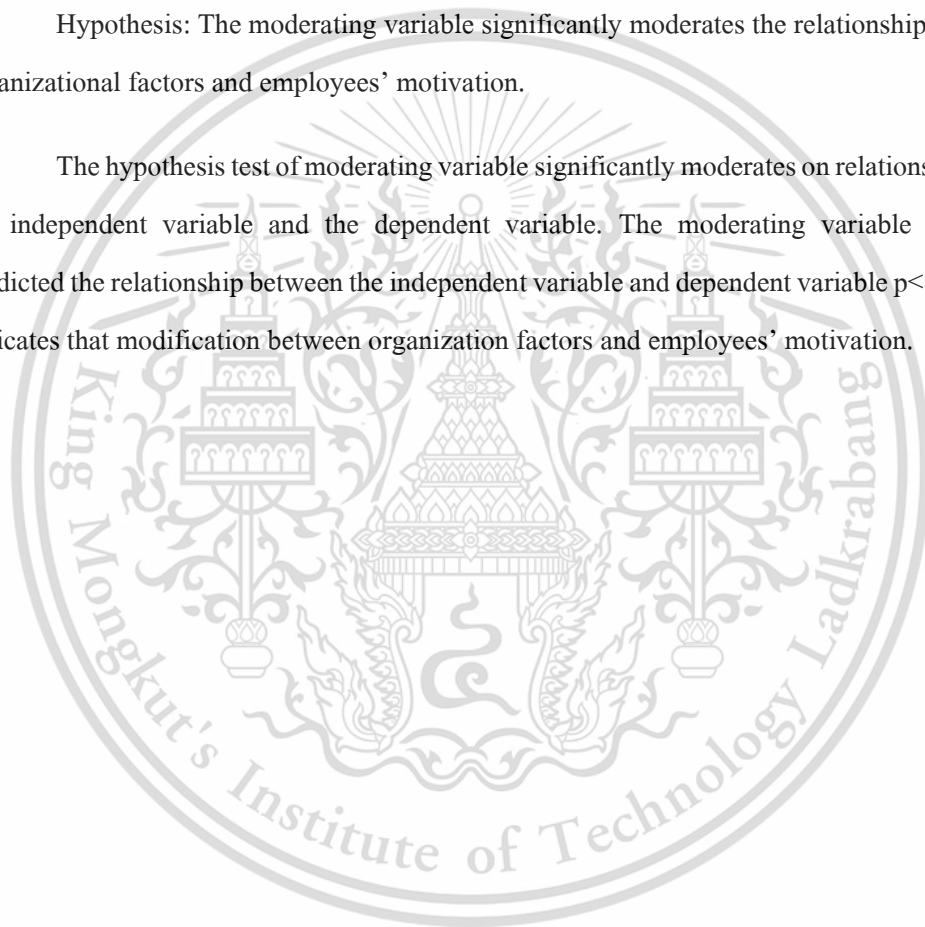 Hypothesis: The moderating variable significantly moderates the relationship
anizational factors and employees’ motivation.
The hypothesis test of moderating variable significantly moderates on relations
independent variable and the dependent variable. The moderating variable
dicted the relationship between the independent variable and dependent variable p<
icates that modification between organization factors and employees’ motivation.
King Mongkut's Institute of Technology Ladkrabang